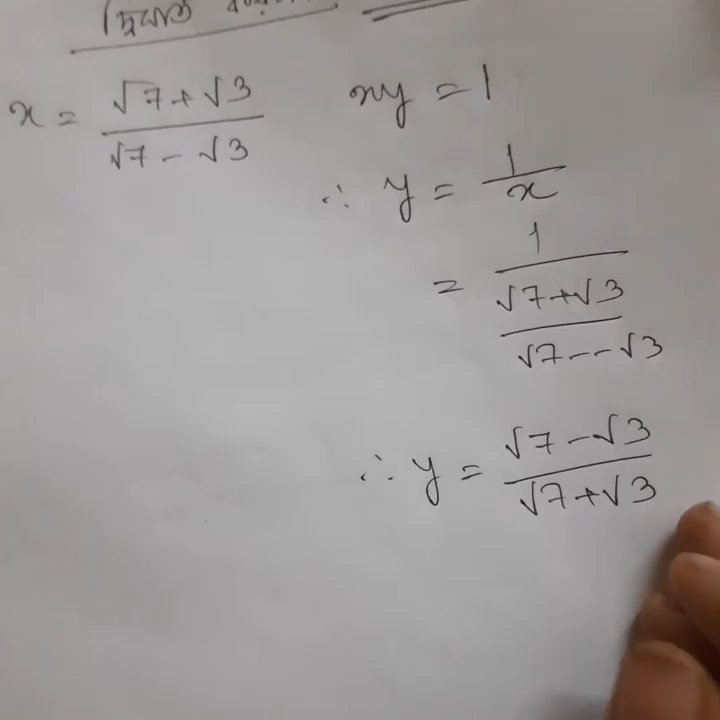 দ্বিঘাত
x = √7+√3 / √7-√3
xy = 1
∴ y = 1/x
= 1 / √7+√3 / √7--√3
∴ y = √7-√3 / √7+√3